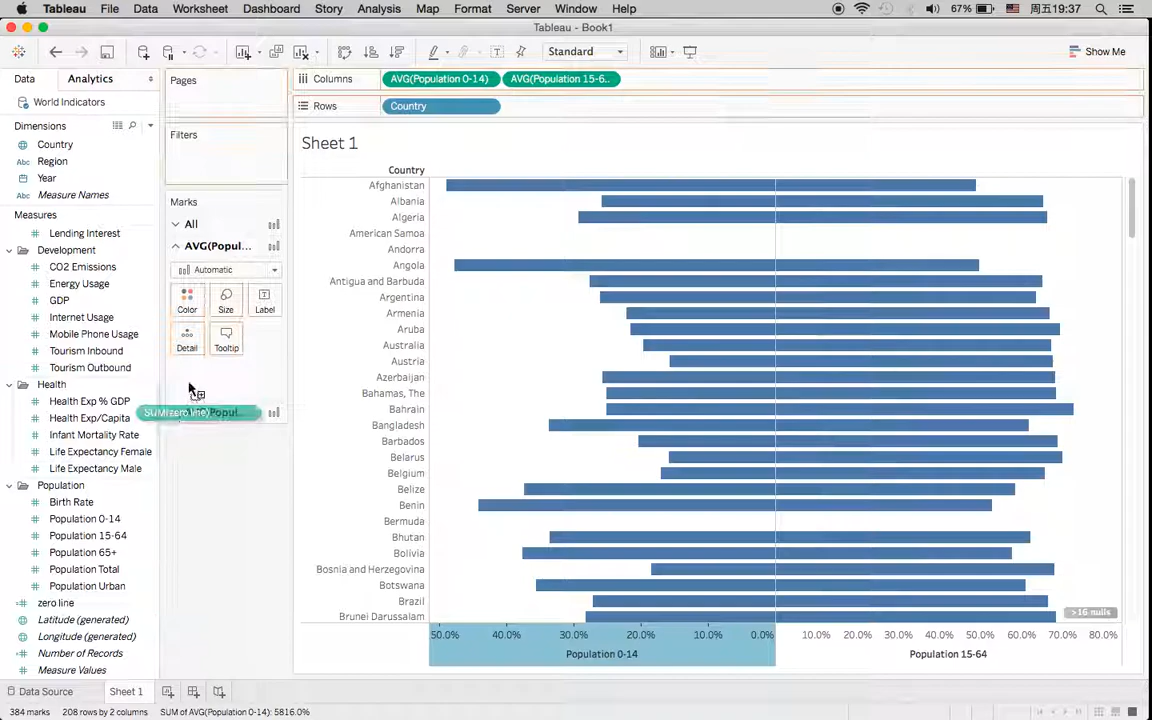 Tableau File Data Worksheet Dashboard Story Analysis Map Format Server Window Help 67% 周五19:37
Tableau - Book1
Standard Show Me
Data Analytics Pages Columns AVG(Population 0-14) AVG(Population 15-6..
World Indicators Rows Country
Dimensions Filters
Country Sheet 1
Abc Region
Year Country
Abc Measure Names
Marks
Measures
Lending Interest All
Development AVG(Popul...
CO2 Emissions Automatic
Energy Usage
GDP Color Size Label
Internet Usage
Mobile Phone Usage Detail Tooltip
Tourism Inbound
Tourism Outbound
Health
Health Exp % GDP
Health Exp/Capita SUM(zero line) Popul...
Infant Mortality Rate
Life Expectancy Female
Life Expectancy Male
Population
Birth Rate
Population 0-14
Population 15-64
Population 65+
Population Total
Population Urban
zero line
Latitude (generated)
Longitude (generated)
Number of Records
Measure Values
Afghanistan
Albania
Algeria
American Samoa
Andorra
Angola
Antigua and Barbuda
Argentina
Armenia
Aruba
Australia
Austria
Azerbaijan
Bahamas, The
Bahrain
Bangladesh
Barbados
Belarus
Belgium
Belize
Benin
Bermuda
Bhutan
Bolivia
Bosnia and Herzegovina
Botswana
Brazil
Brunei Darussalam
>16 nulls
50.0% 40.0% 30.0% 20.0% 10.0% 0.0% 10.0% 20.0% 30.0% 40.0% 50.0% 60.0% 70.0% 80.0%
Population 0-14 Population 15-64
Data Source Sheet 1
384 marks 208 rows by 2 columns SUM of AVG(Population 0-14): 5816.0%